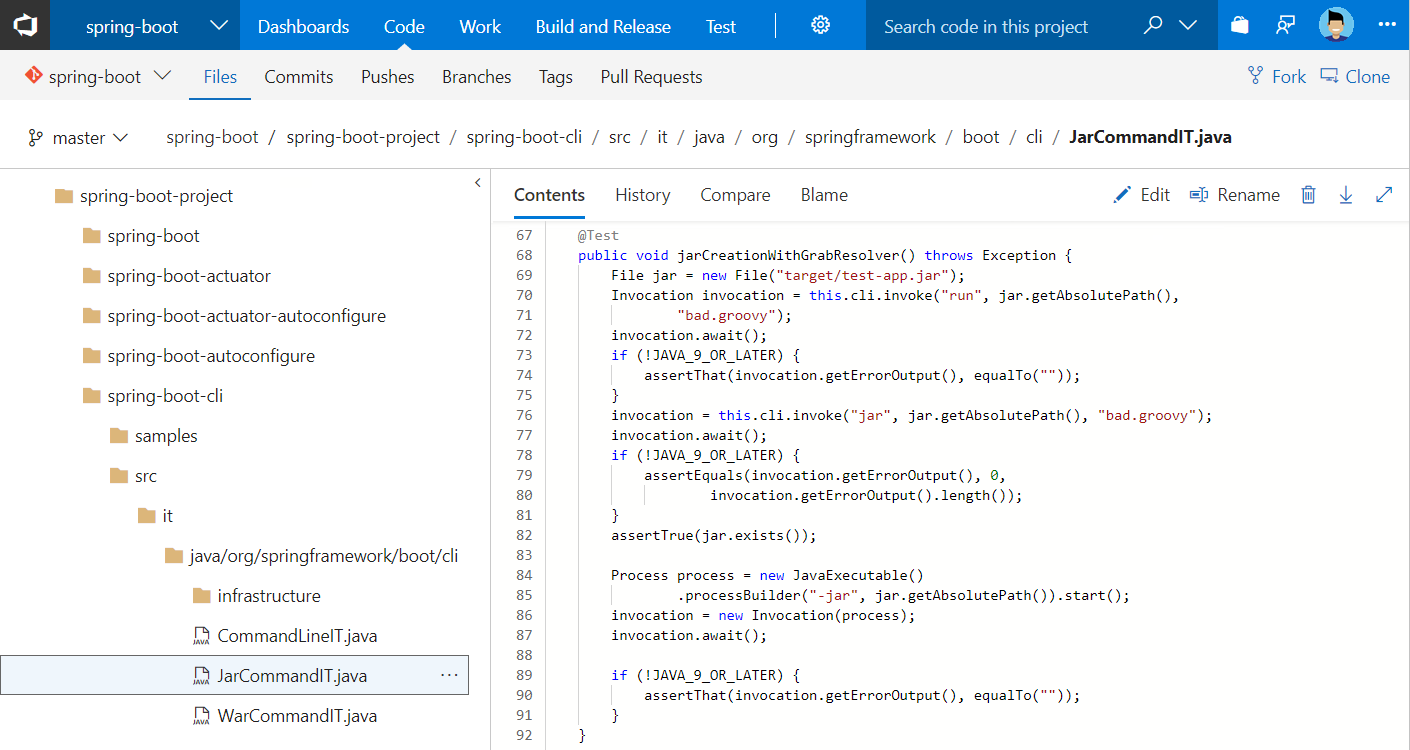 spring-boot Dashboards Code Work Build and Release Test Search code in this project
spring-boot Files Commits Pushes Branches Tags Pull Requests Fork Clone
master spring-boot / spring-boot-project / spring-boot-cli / src / it / java / org / springframework / boot / cli / JarCommandIT.java
spring-boot-project
spring-boot
spring-boot-actuator
spring-boot-actuator-autoconfigure
spring-boot-autoconfigure
spring-boot-cli
samples
src
it
java/org/springframework/boot/cli
infrastructure
JAVA CommandLineIT.java
JAVA JarCommandIT.java ...
JAVA WarCommandIT.java
Contents History Compare Blame Edit Rename
67 @Test
68 public void jarCreationWithGrabResolver() throws Exception {
69 File jar = new File("target/test-app.jar");
70 Invocation invocation = this.cli.invoke("run", jar.getAbsolutePath(),
71 "bad.groovy");
72 invocation.await();
73 if (!JAVA_9_OR_LATER) {
74 assertThat(invocation.getErrorOutput(), equalTo(""));
75 }
76 invocation = this.cli.invoke("jar", jar.getAbsolutePath(), "bad.groovy");
77 invocation.await();
78 if (!JAVA_9_OR_LATER) {
79 assertEquals(invocation.getErrorOutput(), 0,
80 invocation.getErrorOutput().length());
81 }
82 assertTrue(jar.exists());
83
84 Process process = new JavaExecutable()
85 .processBuilder("-jar", jar.getAbsolutePath()).start();
86 invocation = new Invocation(process);
87 invocation.await();
88
89 if (!JAVA_9_OR_LATER) {
90 assertThat(invocation.getErrorOutput(), equalTo(""));
91 }
92 }